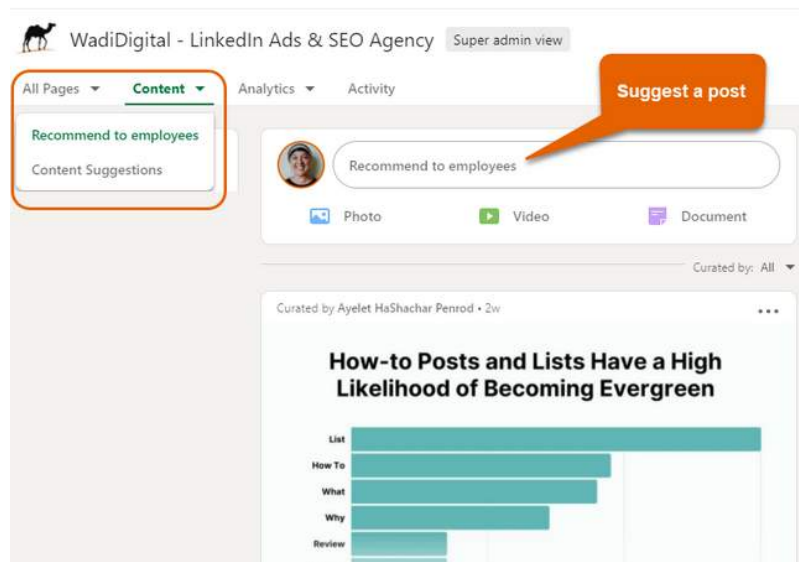 WadiDigital - LinkedIn Ads & SEO Agency Super admin view
All Pages Content Analytics Activity
Suggest a post
Recommend to employees
Content Suggestions
Recommend to employees
Photo Video Document
Curated by: All
Curated by Ayelet HaShachar Penrod • 2w
How-to Posts and Lists Have a High
Likelihood of Becoming Evergreen
List
How To
What
Why
Review